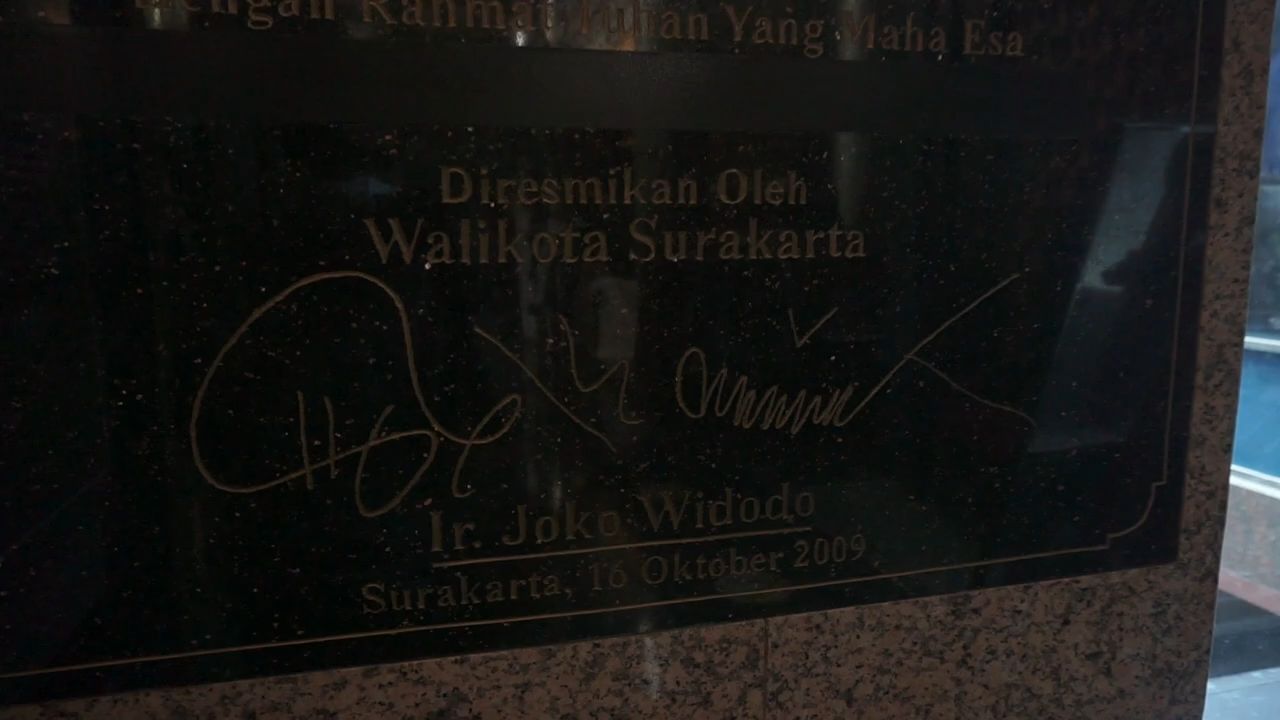 Dengan Rahmat Tuhan Yang Maha Esa
Diresmikan Oleh
Walikota Surakarta
Ir. Joko Widodo
Surakarta, 16 Oktober 2009